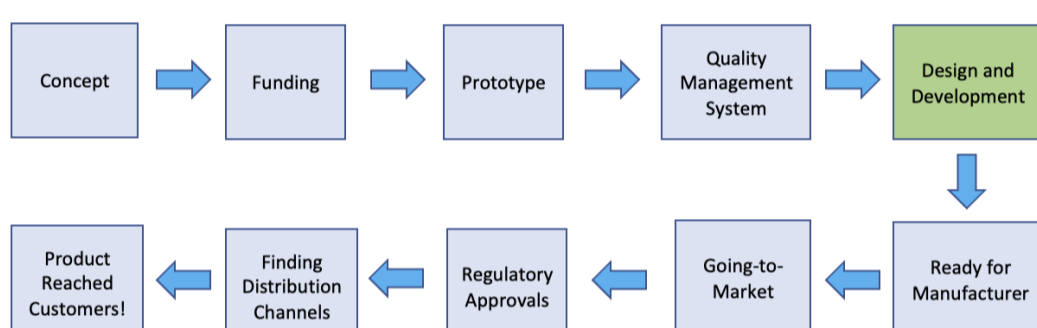 Concept
Funding
Prototype
Quality
Management
System
Design and
Development
Ready for
Manufacturer
Going-to-
Market
Regulatory
Approvals
Finding
Distribution
Channels
Product
Reached
Customers!